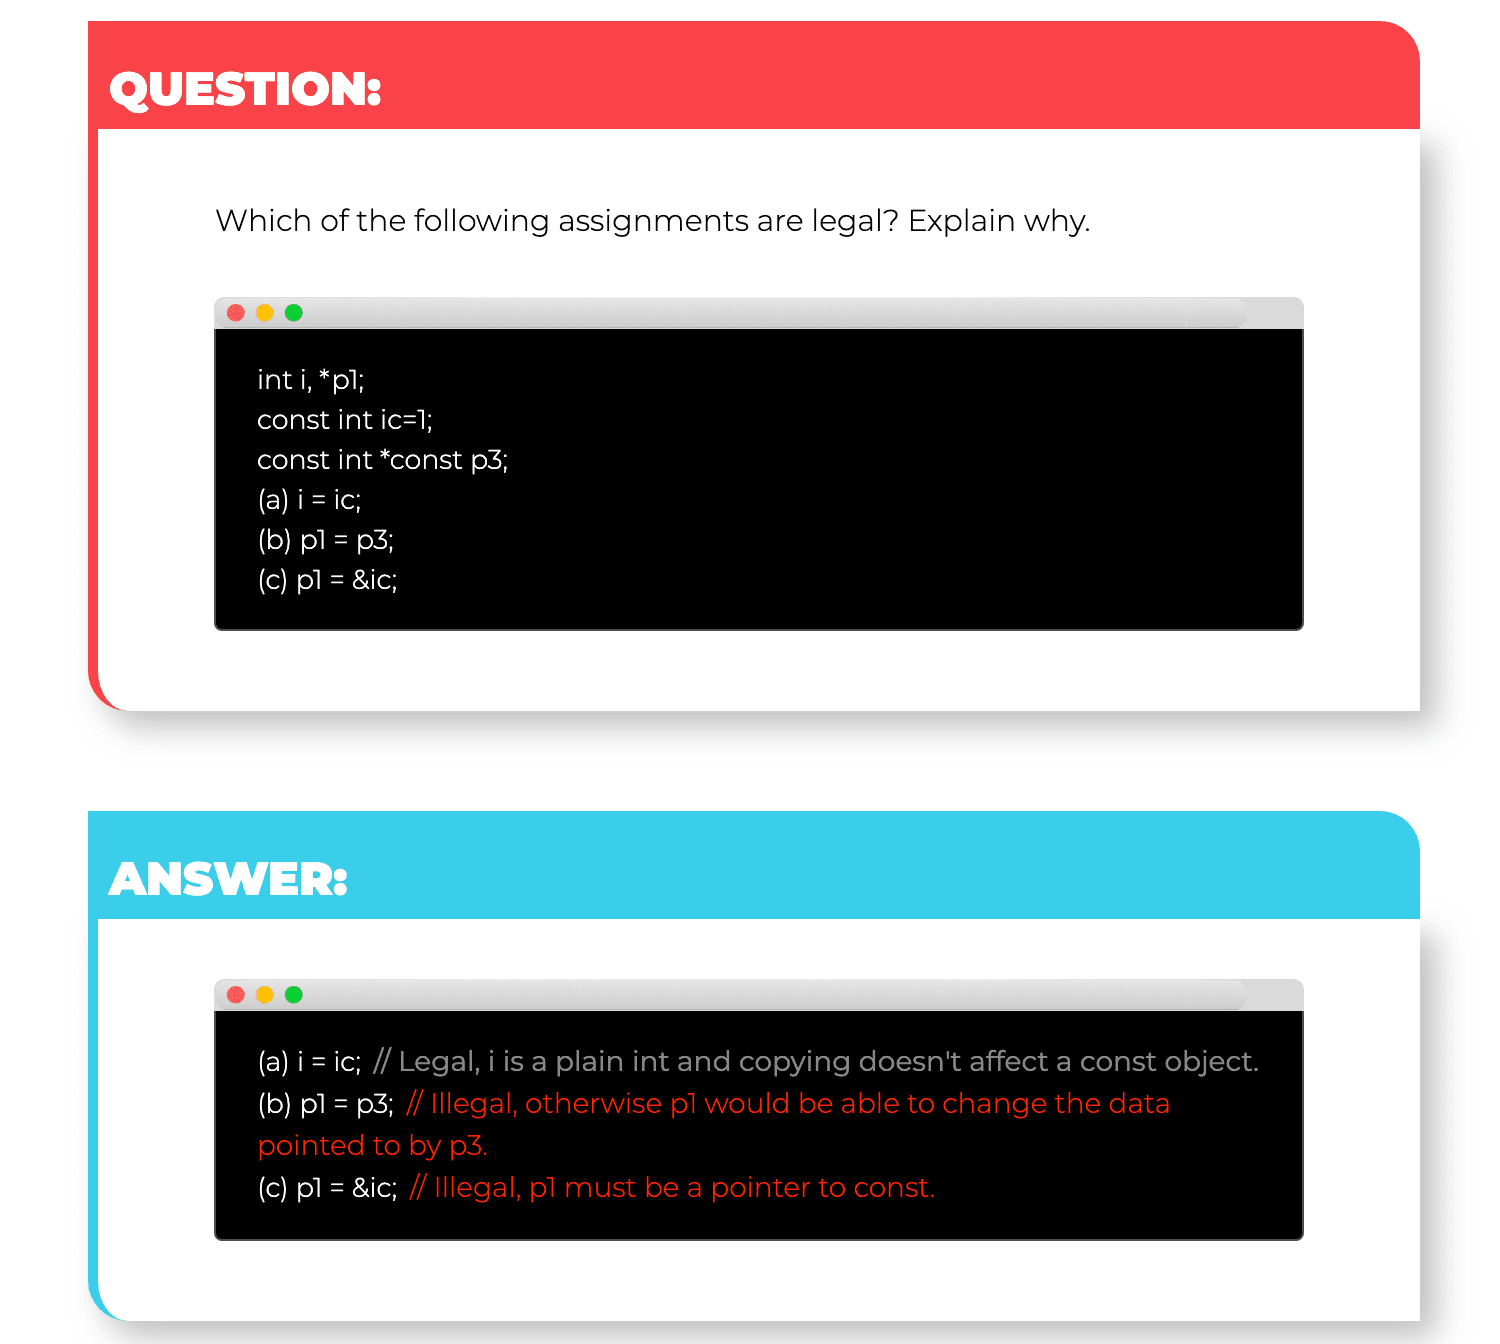 QUESTION:
Which of the following assignments are legal? Explain why.
int i, *p1;
const int ic=1;
const int *const p3;
(a) i = ic;
(b) p1 = p3;
(c) p1 = &ic;
ANSWER:
(a) i = ic; // Legal, i is a plain int and copying doesn't affect a const object.
(b) p1 = p3; // Illegal, otherwise p1 would be able to change the data
pointed to by p3.
(c) p1 = &ic; // Illegal, p1 must be a pointer to const.